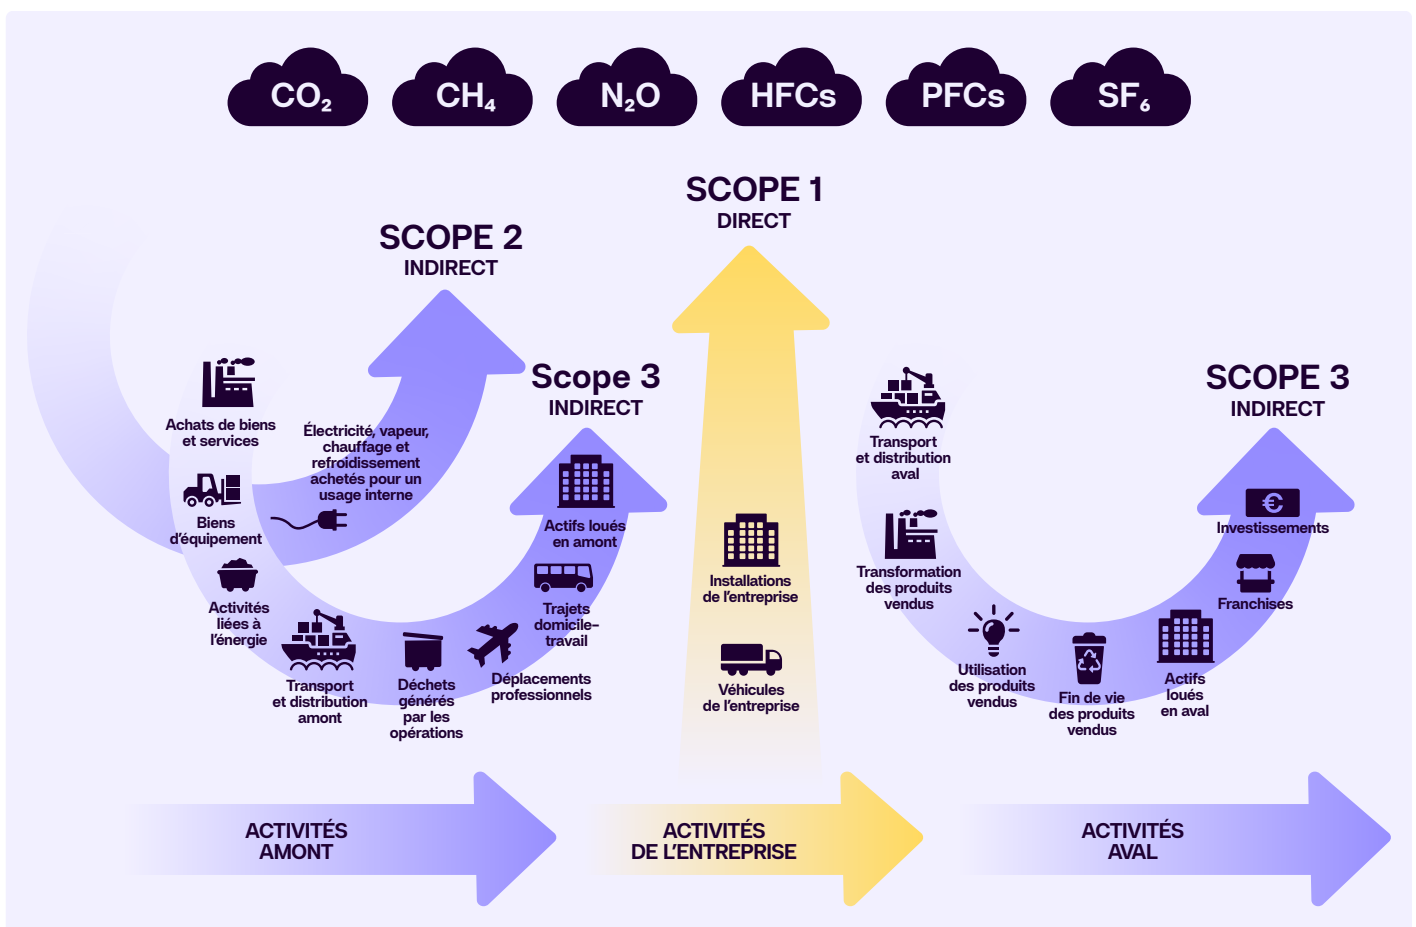 CO₂
CH₄
N₂O
HFCs
PFCs
SF₆
SCOPE 1
DIRECT
SCOPE 2
INDIRECT
Scope 3
INDIRECT
SCOPE 3
INDIRECT
Achats de biens
et services
Biens
d'équipement
Activités
liées à
l'énergie
Transport
et distribution
amont
Déchets
générés
par les
opérations
Déplacements
professionnels
Trajets
domicile-
travail
Actifs loués
en amont
Électricité, vapeur,
chauffage et
refroidissement
achetés pour un
usage interne
Installations
de l'entreprise
Véhicules
de l'entreprise
Transport
et distribution
aval
Transformation
des produits
vendus
Utilisation
des produits
vendus
Fin de vie
des produits
vendus
Actifs
loués
en aval
Franchises
€
Investissements
ACTIVITÉS
AMONT
ACTIVITÉS
DE L'ENTREPRISE
ACTIVITÉS
AVAL